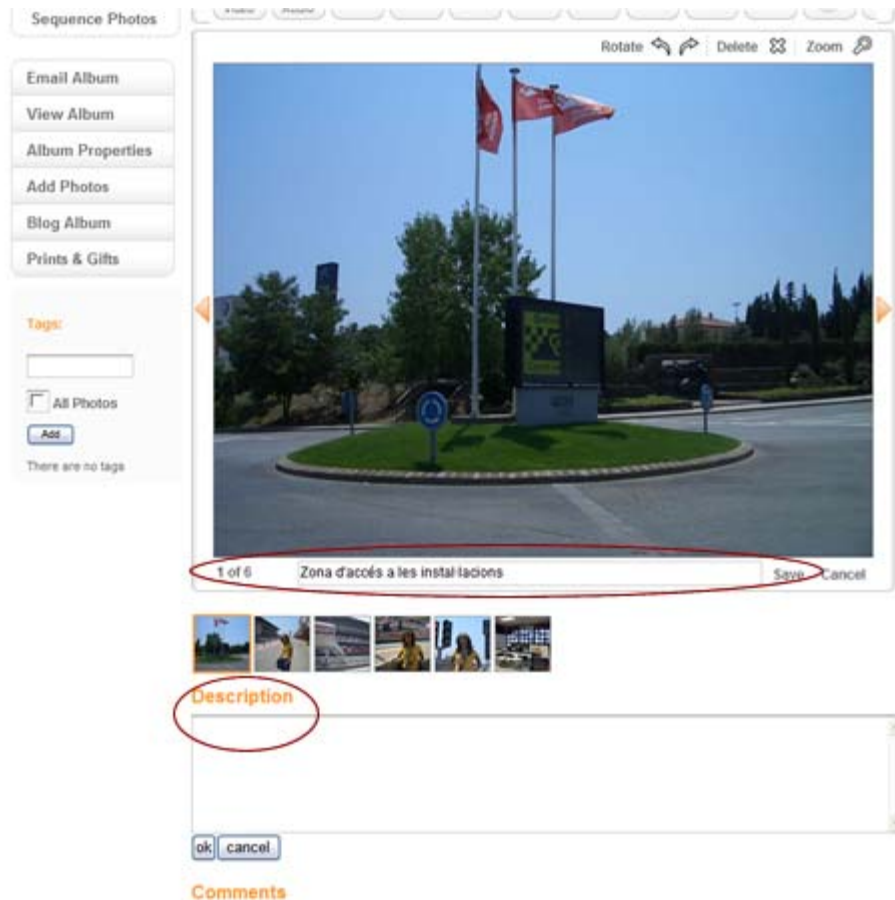 Sequence Photos
Video Audio
Rotate Delete Zoom
Email Album
View Album
Album Properties
Add Photos
Blog Album
Prints & Gifts
Tags:
All Photos
Add
There are no tags
1 of 6 Zona d'accés a les instal·lacions Save Cancel
Description
ok cancel
Comments